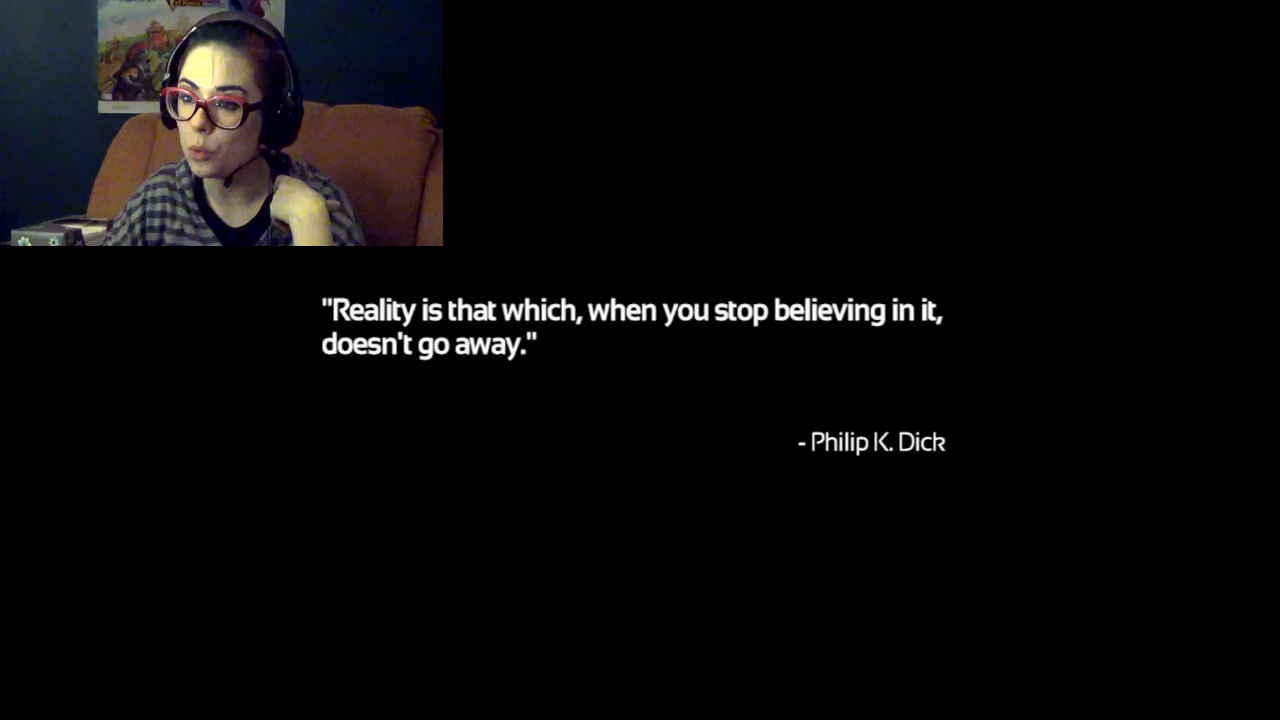 "Reality is that which, when you stop believing in it,
doesn't go away."
- Philip K. Dick